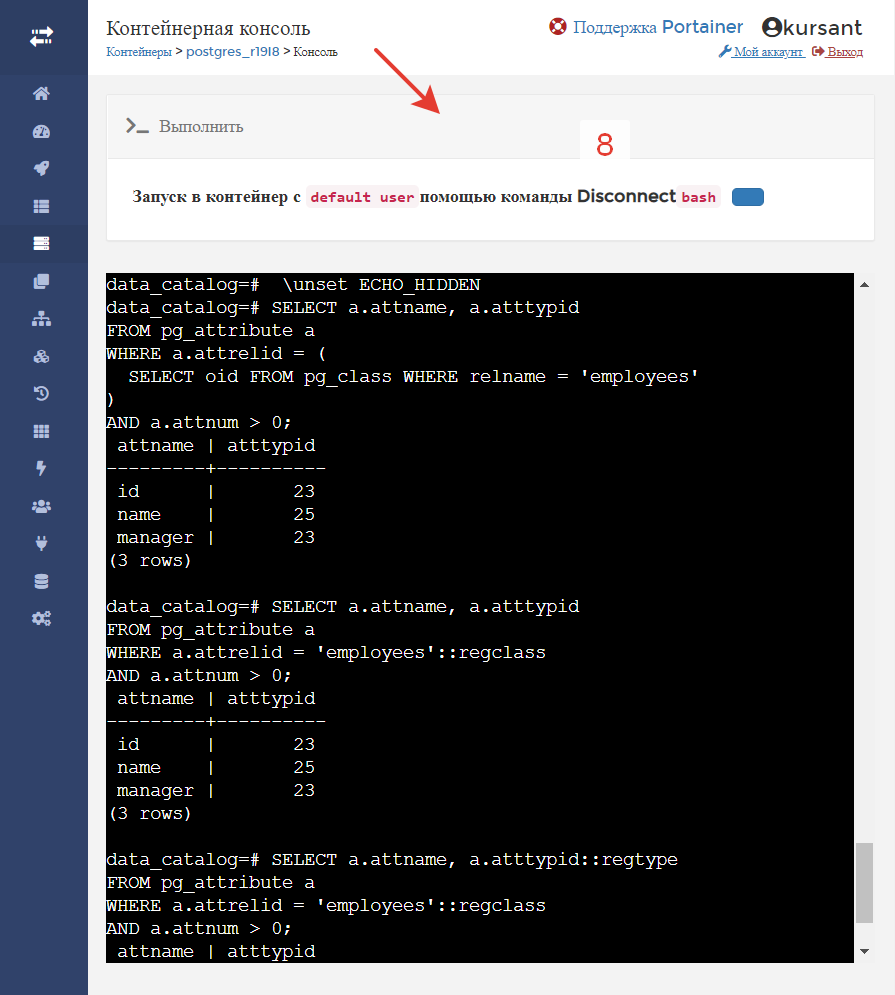 Контейнерная консоль
Поддержка Portainer
kursant
Контейнеры > postgres_r19l8 > Консоль
Мой аккаунт
Выход
>_ Выполнить
8
Запуск в контейнер с default user помощью команды Disconnect bash
data_catalog=#  \unset ECHO_HIDDEN
data_catalog=# SELECT a.attname, a.atttypid
FROM pg_attribute a
WHERE a.attrelid = (
  SELECT oid FROM pg_class WHERE relname = 'employees'
)
AND a.attnum > 0;
 attname | atttypid
---------+----------
 id      |       23
 name    |       25
 manager |       23
(3 rows)
data_catalog=# SELECT a.attname, a.atttypid
FROM pg_attribute a
WHERE a.attrelid = 'employees'::regclass
AND a.attnum > 0;
 attname | atttypid
---------+----------
 id      |       23
 name    |       25
 manager |       23
(3 rows)
data_catalog=# SELECT a.attname, a.atttypid::regtype
FROM pg_attribute a
WHERE a.attrelid = 'employees'::regclass
AND a.attnum > 0;
 attname | atttypid